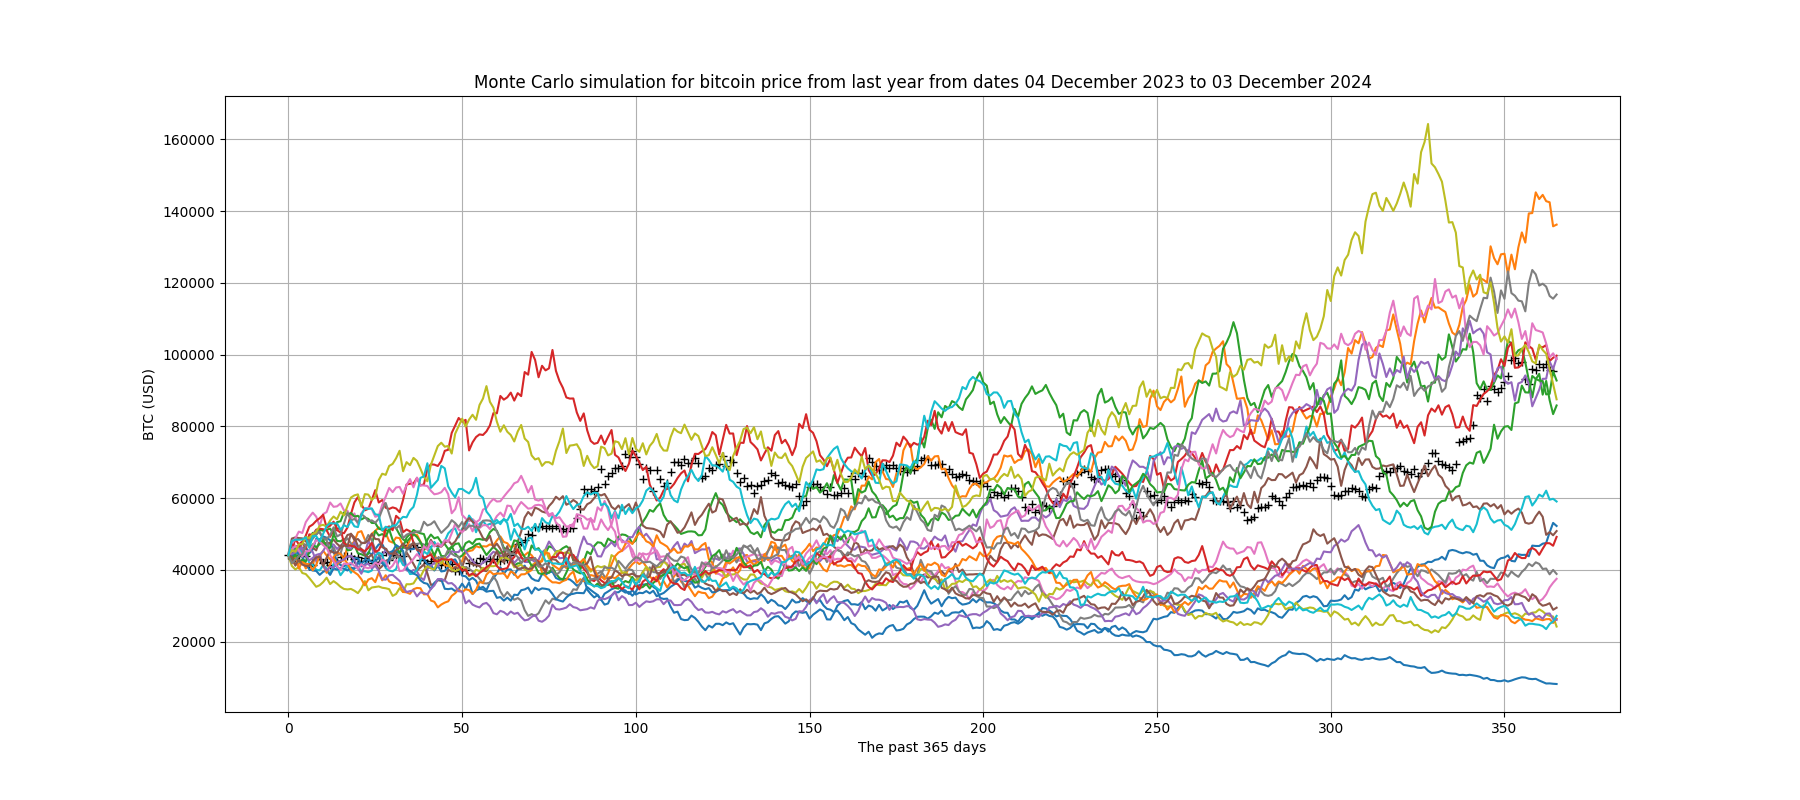 Monte Carlo simulation for bitcoin price from last year from dates 04 December 2023 to 03 December 2024
BTC (USD)
160000
140000
120000
100000
80000
60000
40000
20000
0 50 100 150 200 250 300 350
The past 365 days